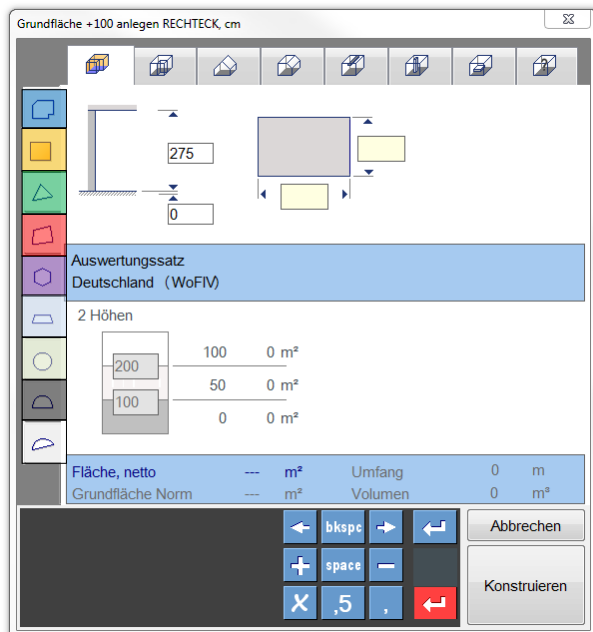 Grundfläche +100 anlegen RECHTECK, cm
275
0
Auswertungssatz
Deutschland (WoFlV)
2 Höhen
200 100 0 m²
50 0 m²
100 0 0 m²
Fläche, netto --- m² Umfang 0 m
Grundfläche Norm --- m² Volumen 0 m³
bkspc Abbrechen
space
Konstruieren
X ,5 ,